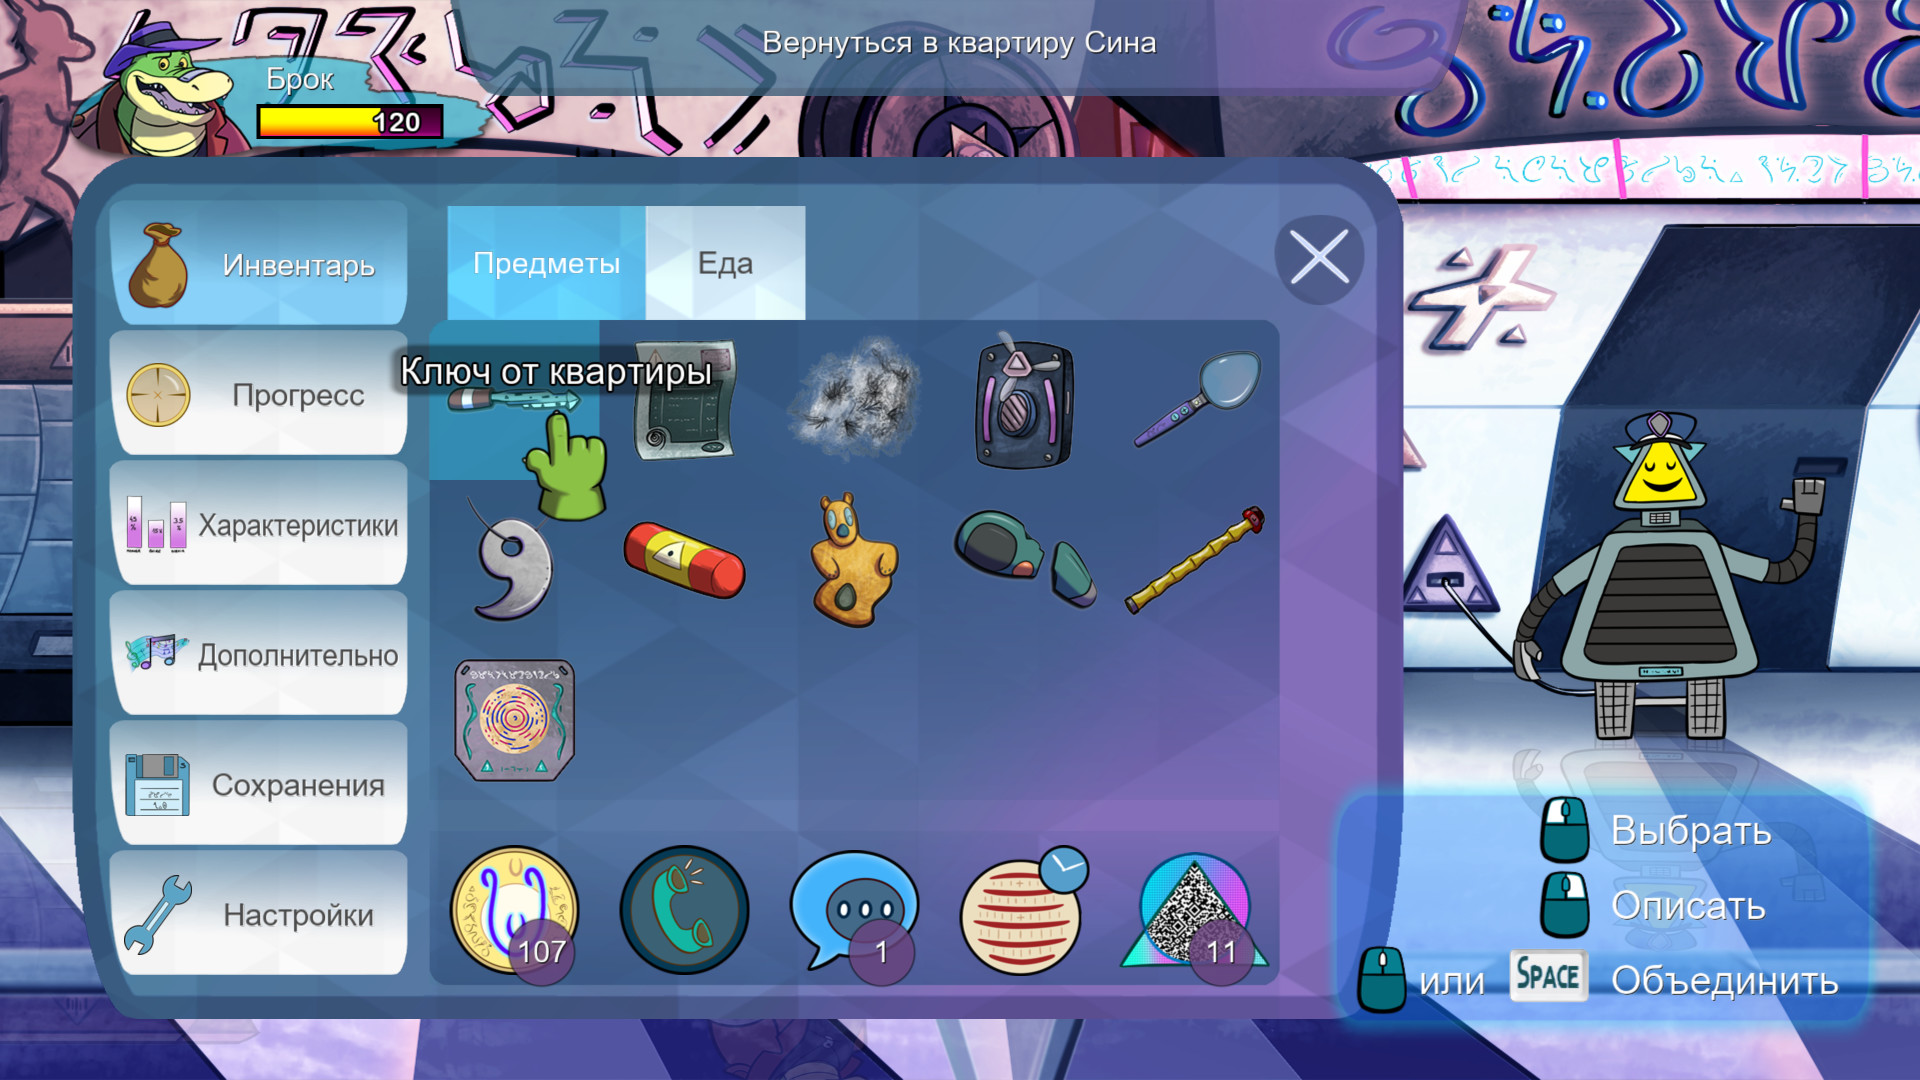 Вернуться в квартиру Сина
Брок
120
Инвентарь
Прогресс
Характеристики
Дополнительно
Сохранения
Настройки
Предметы
Еда
Ключ от квартиры
107
1
11
Выбрать
Описать
или SPACE Объединить